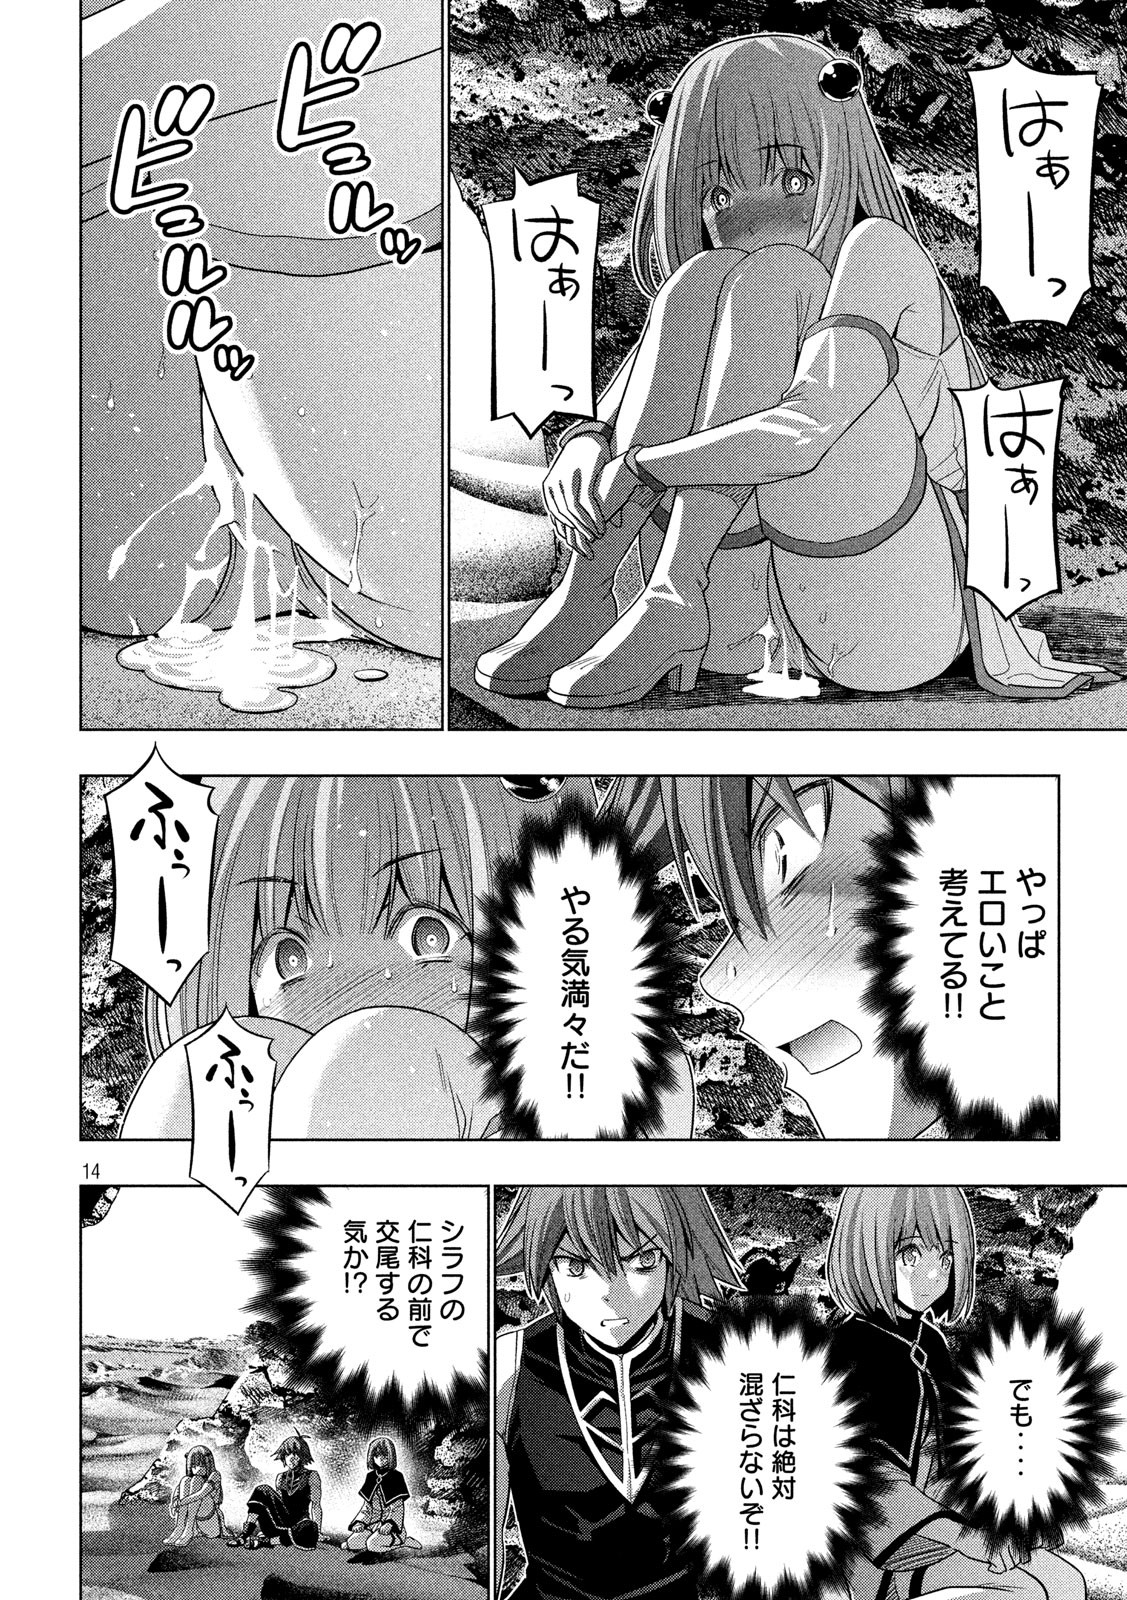 はぁーっ
はぁーっ
はぁーっ
ビュルルッ
ビュルルルッ
やっぱ
エロいこと
考えてる!!
やる気満々だ!!
ふぅーっ
ふぅーっ
14
でも‥‥
仁科は絶対
混ざらないぞ!!
シラフの
仁科の前で
交尾する
気か!?